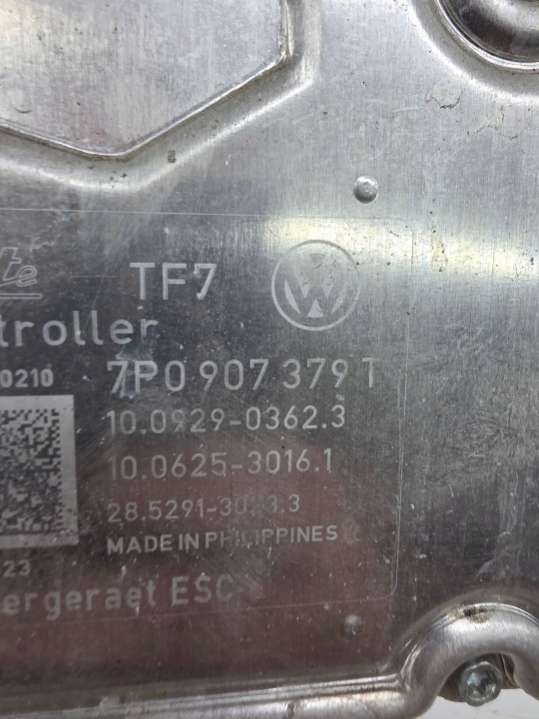 te TF7
troller
0210 7P0 907 379 T
10.0929-0362.3
10.0625-3016.1
MADE IN PHILIPPINES
23
ergeraet ESC